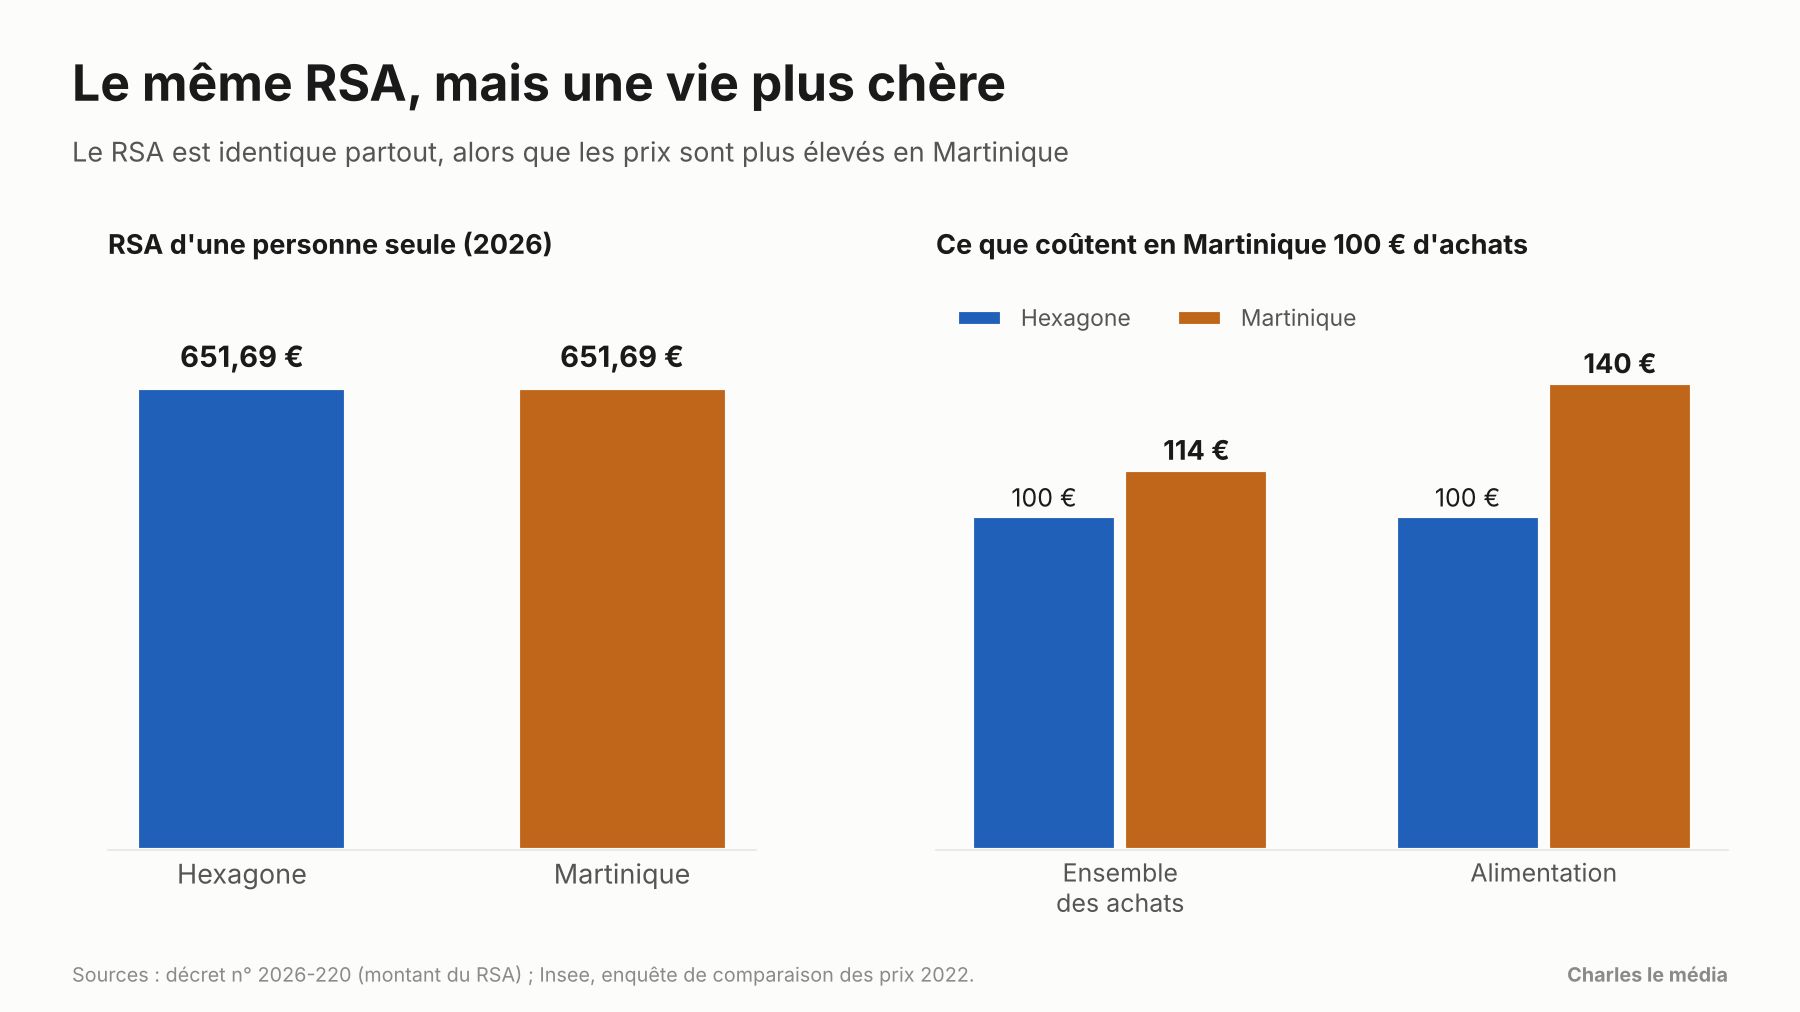 Le même RSA, mais une vie plus chère
Le RSA est identique partout, alors que les prix sont plus élevés en Martinique
RSA d'une personne seule (2026)
651,69 €
651,69 €
Hexagone
Martinique
Ce que coûtent en Martinique 100 € d'achats
Hexagone
Martinique
100 €
114 €
100 €
140 €
Ensemble
des achats
Alimentation
Sources : décret n° 2026-220 (montant du RSA) ; Insee, enquête de comparaison des prix 2022.
Charles le média